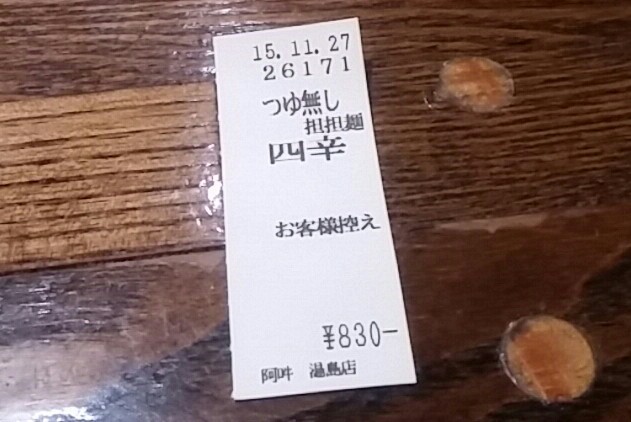 15.11.27
26171
つゆ無し
担担麺
四辛
お客様控え
¥830-
阿吽 湯島店